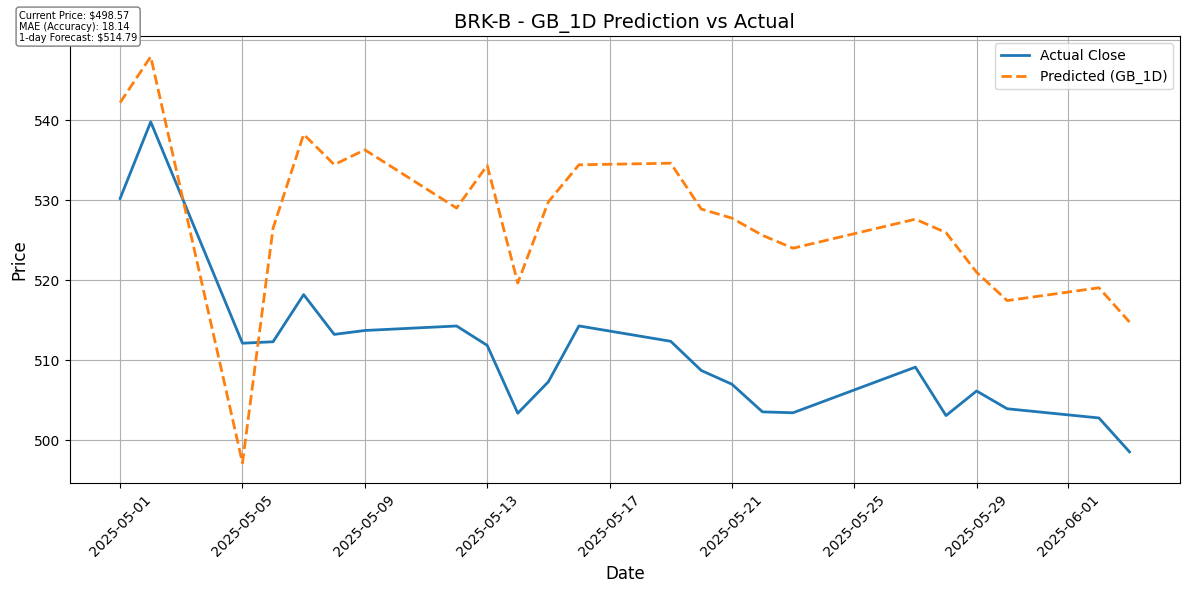 BRK-B - GB_1D Prediction vs Actual
Current Price: $498.57
MAE (Accuracy): 18.14
1-day Forecast: $514.79
Actual Close
Predicted (GB_1D)
Price
540
530
520
510
500
2025-05-01
2025-05-05
2025-05-09
2025-05-13
2025-05-17
2025-05-21
2025-05-25
2025-05-29
2025-06-01
Date